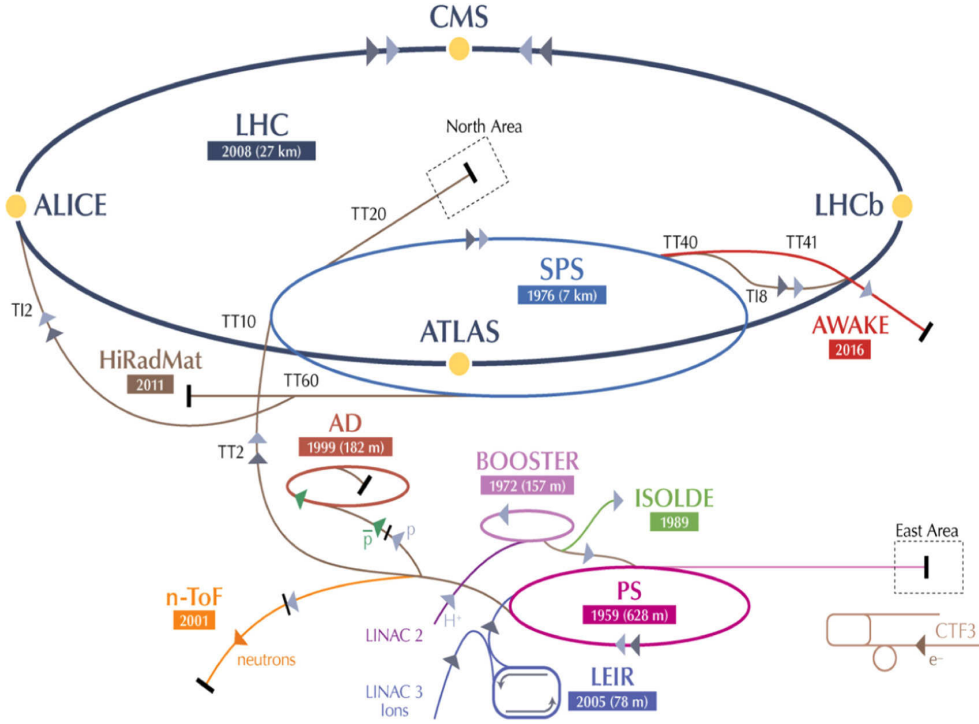 CMS
LHC
2008 (27 km)
North Area
ALICE
TT20
LHCb
TT40
TT41
SPS
1976 (7 km)
TI2
TT10
TI8
ATLAS
AWAKE
2016
HiRadMat
2011
TT60
AD
1999 (182 m)
TT2
BOOSTER
1972 (157 m)
ISOLDE
1989
p̅
p
East Area
n-ToF
2001
PS
1959 (628 m)
H⁺
LINAC 2
neutrons
CTF3
e⁻
LEIR
2005 (78 m)
LINAC 3
Ions